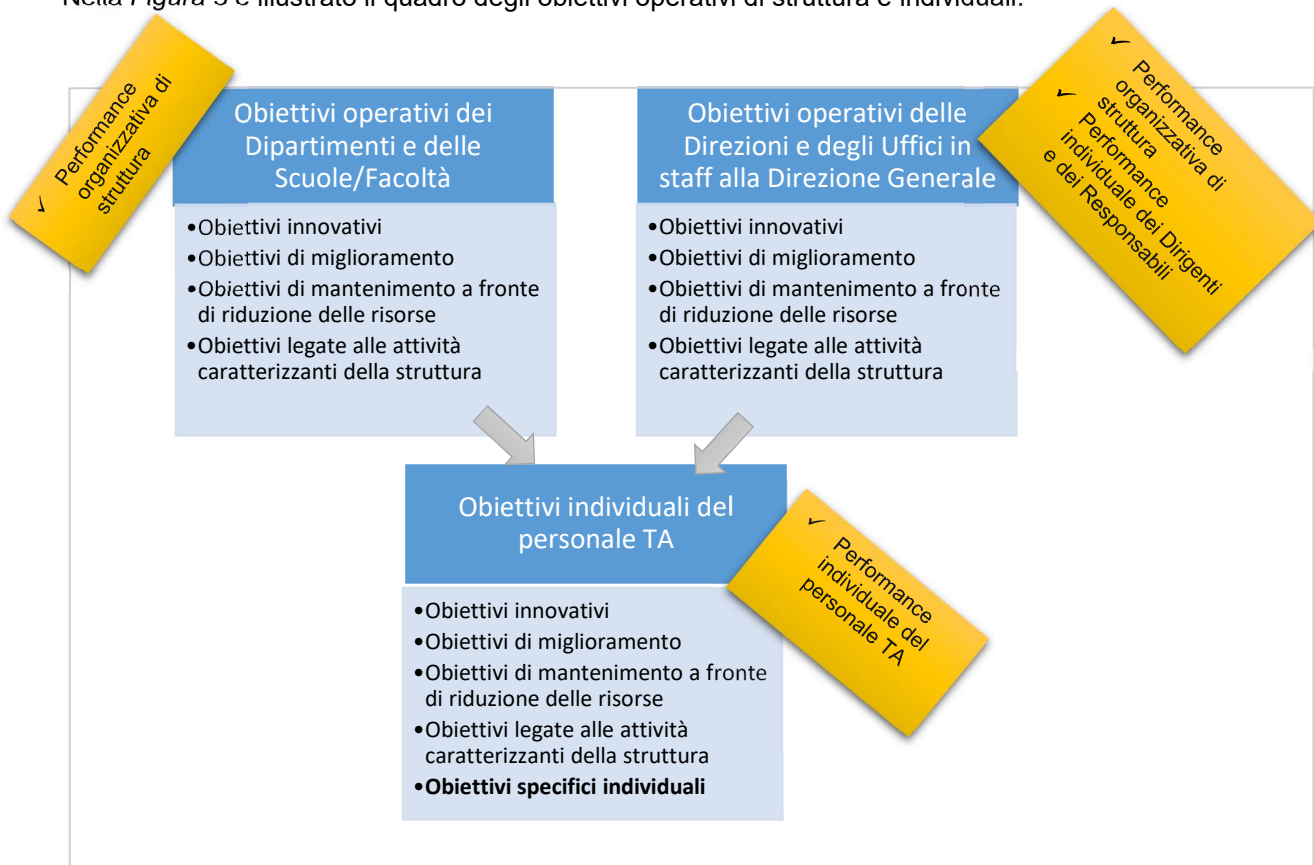 Nella Figura 3 è illustrato il quadro degli obiettivi operativi di struttura e individuali.
✓ Performance
organizzativa di
struttura
Obiettivi operativi dei
Dipartimenti e delle
Scuole/Facoltà
•Obiettivi innovativi
•Obiettivi di miglioramento
•Obiettivi di mantenimento a fronte
di riduzione delle risorse
•Obiettivi legate alle attività
caratterizzanti della struttura
Obiettivi operativi delle
Direzioni e degli Uffici in
staff alla Direzione Generale
•Obiettivi innovativi
•Obiettivi di miglioramento
•Obiettivi di mantenimento a fronte
di riduzione delle risorse
•Obiettivi legate alle attività
caratterizzanti della struttura
✓ Performance
organizzativa di
struttura
✓ Performance
individuale dei Dirigenti
e dei Responsabili
Obiettivi individuali del
personale TA
•Obiettivi innovativi
•Obiettivi di miglioramento
•Obiettivi di mantenimento a fronte
di riduzione delle risorse
•Obiettivi legate alle attività
caratterizzanti della struttura
•Obiettivi specifici individuali
✓ Performance
individuale del
personale TA